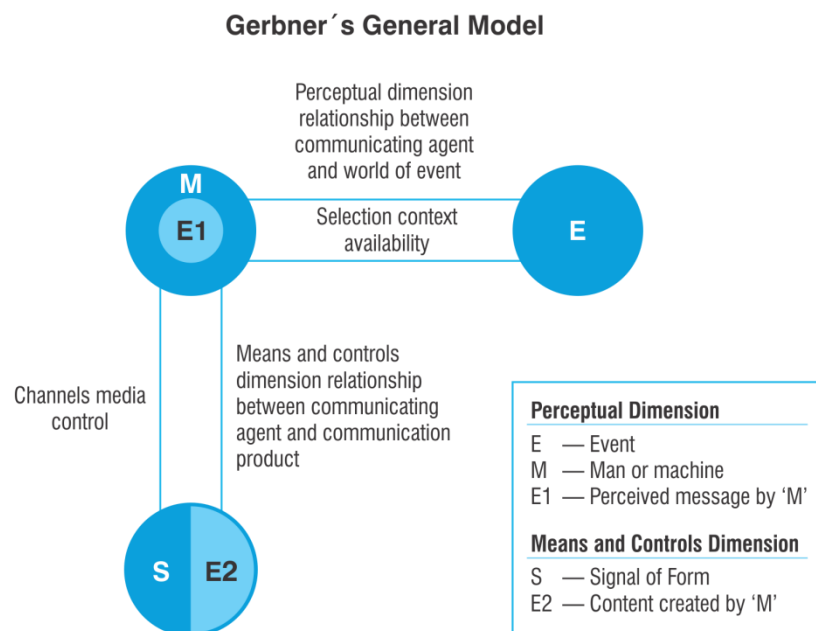 Gerbner´s General Model
Perceptual dimension
relationship between
communicating agent
and world of event
M
E1
Selection context
availability
E
Channels media
control
Means and controls
dimension relationship
between communicating
agent and communication
product
S
E2
Perceptual Dimension
E — Event
M — Man or machine
E1 — Perceived message by ‘M’
Means and Controls Dimension
S — Signal of Form
E2 — Content created by ‘M’